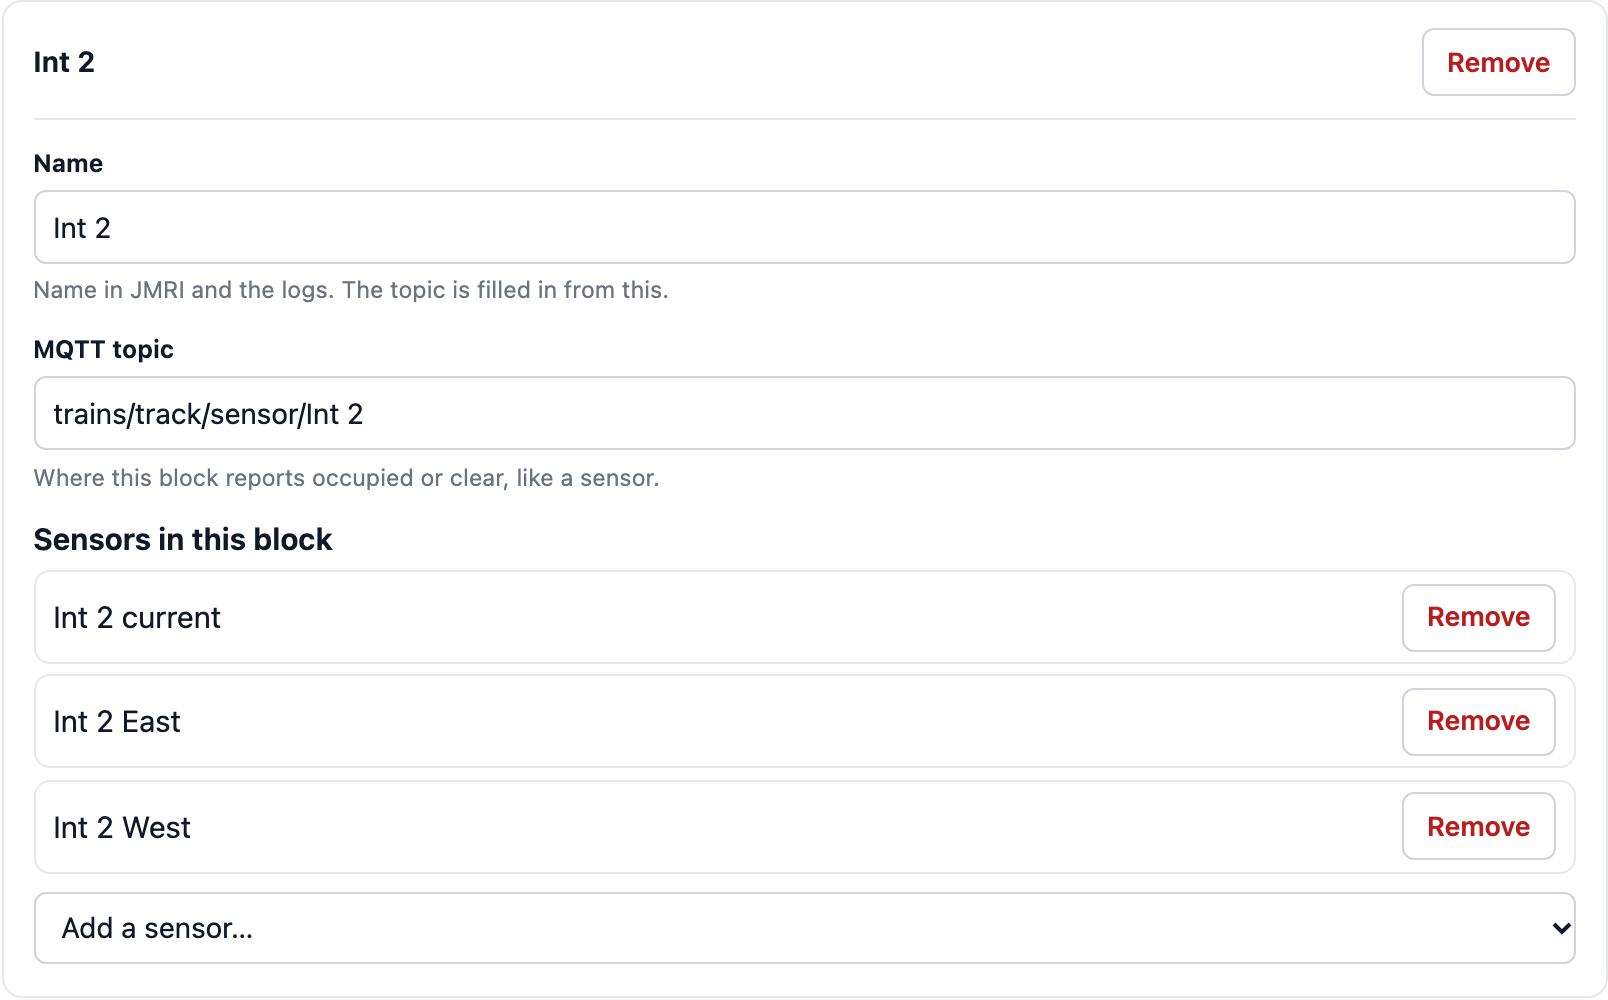 Int 2
Remove
Name
Int 2
Name in JMRI and the logs. The topic is filled in from this.
MQTT topic
trains/track/sensor/Int 2
Where this block reports occupied or clear, like a sensor.
Sensors in this block
Int 2 current
Remove
Int 2 East
Remove
Int 2 West
Remove
Add a sensor...